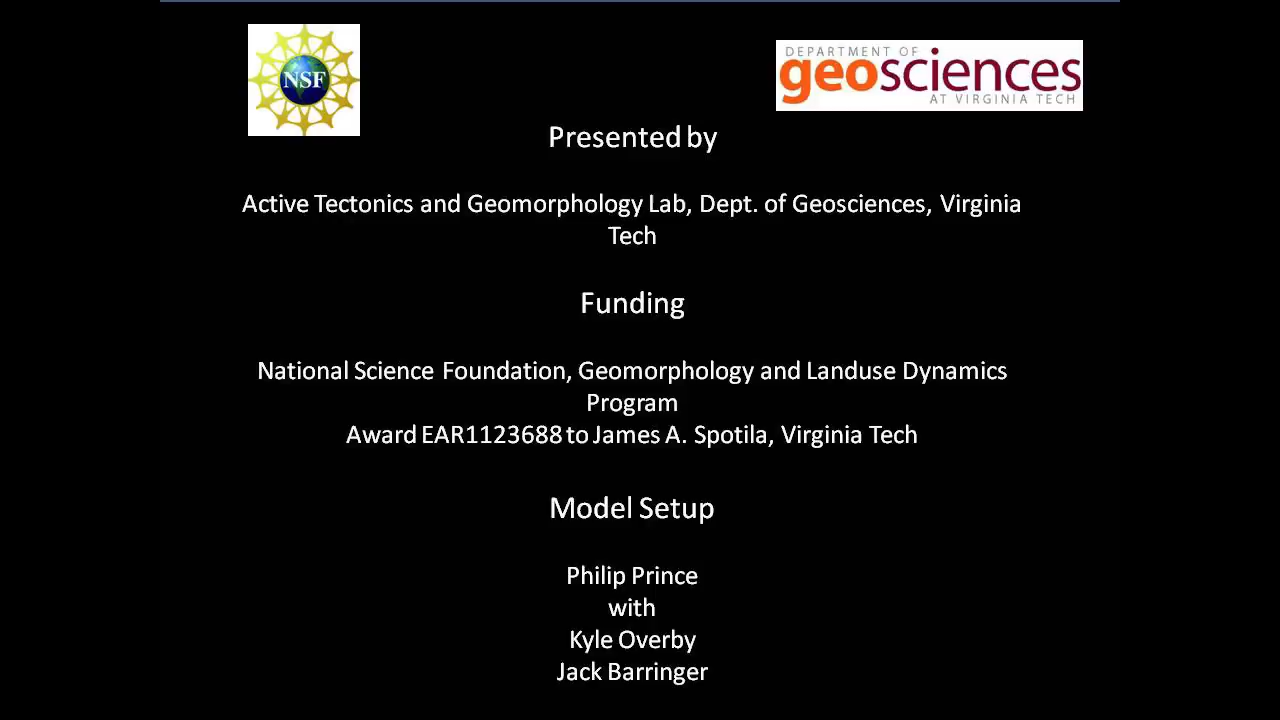 NSF
DEPARTMENT OF
geosciences
AT VIRGINIA TECH
Presented by
Active Tectonics and Geomorphology Lab, Dept. of Geosciences, Virginia
Tech
Funding
National Science Foundation, Geomorphology and Landuse Dynamics
Program
Award EAR1123688 to James A. Spotila, Virginia Tech
Model Setup
Philip Prince
with
Kyle Overby
Jack Barringer